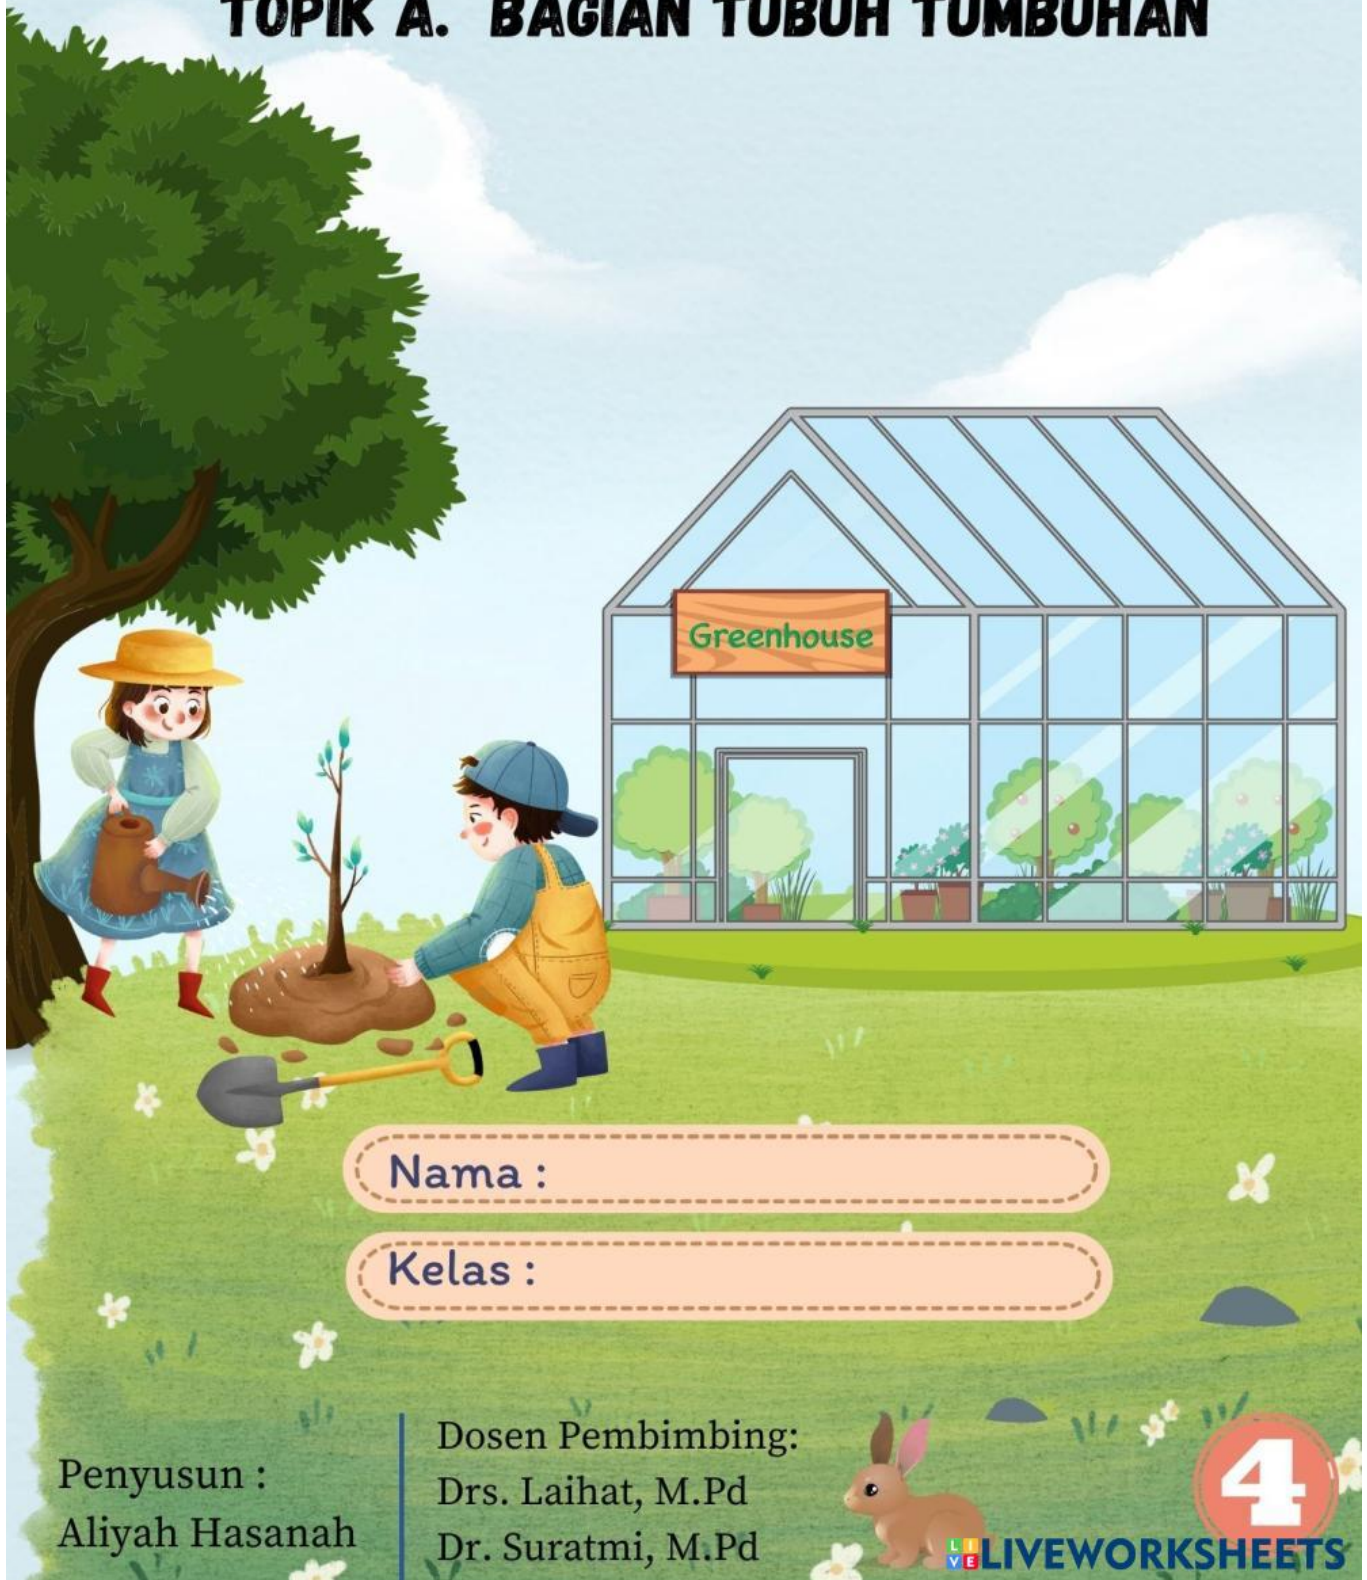 TOPIK A. BAGIAN TUBUH TUMBUHAN
Greenhouse
Nama :
Kelas :
Penyusun :
Aliyah Hasanah
Dosen Pembimbing:
Drs. Laihat, M.Pd
Dr. Suratmi, M.Pd
4
LIVE LIVEWORKSHEETS